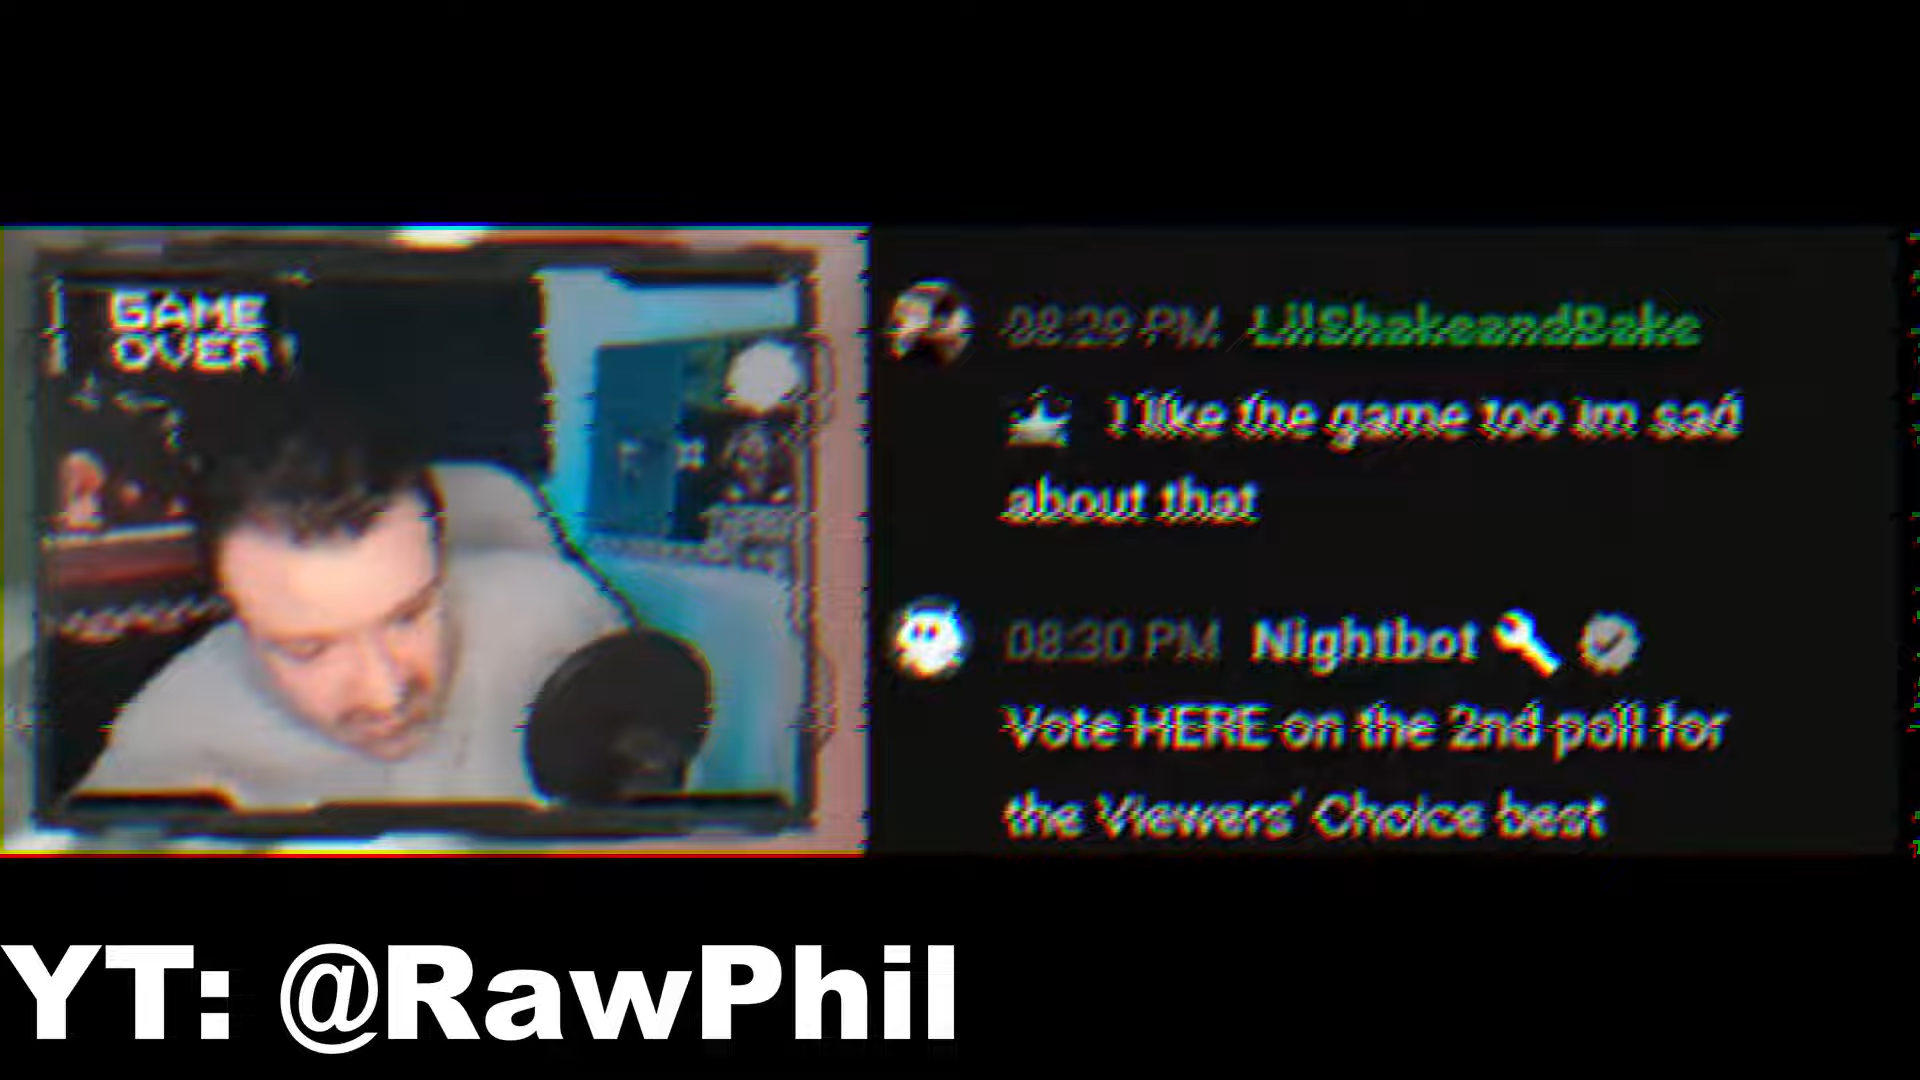 GAME
OVER
08:29 PM LilShakeandBake
I like the game too im sad
about that
08:30 PM Nightbot
Vote HERE on the 2nd poll for
the Viewers' Choice best
YT: @RawPhil